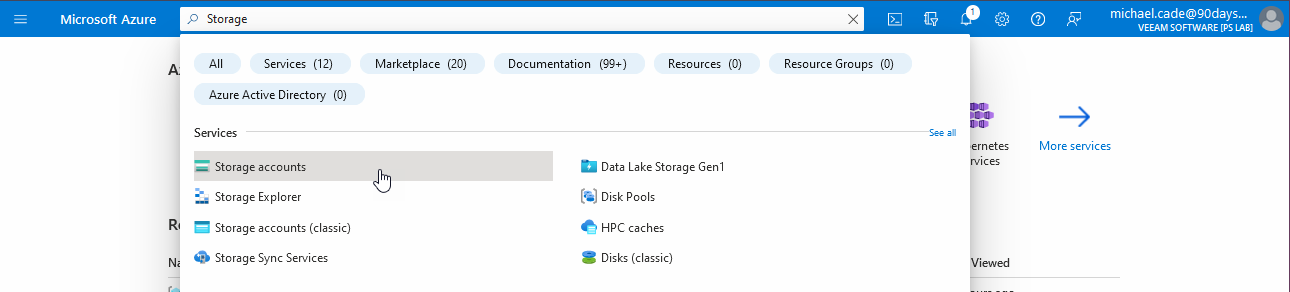 Microsoft Azure
Storage
1
michael.cade@90days...
VEEAM SOFTWARE [PS LAB]
All
Services (12)
Marketplace (20)
Documentation (99+)
Resources (0)
Resource Groups (0)
Azure Active Directory (0)
Services
See all
Storage accounts
Data Lake Storage Gen1
Storage Explorer
Disk Pools
Storage accounts (classic)
HPC caches
Storage Sync Services
Disks (classic)
More services
Viewed